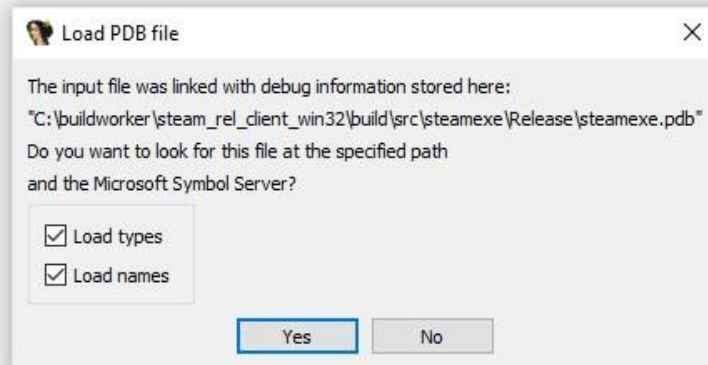 Load PDB file
The input file was linked with debug information stored here:
"C:\buildworker\steam_rel_client_win32\build\src\steamexe\Release\steamexe.pdb"
Do you want to look for this file at the specified path
and the Microsoft Symbol Server?
Load types
Load names
Yes No